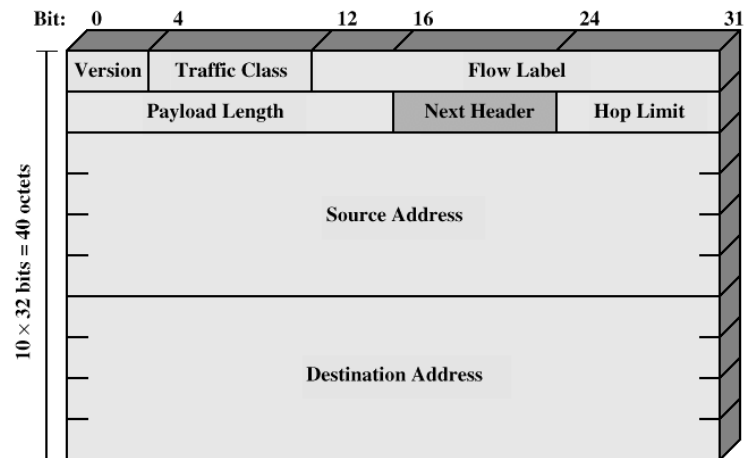 Bit: 0 4 12 16 24 31
Version Traffic Class Flow Label
Payload Length Next Header Hop Limit
Source Address
Destination Address
10 × 32 bits = 40 octets